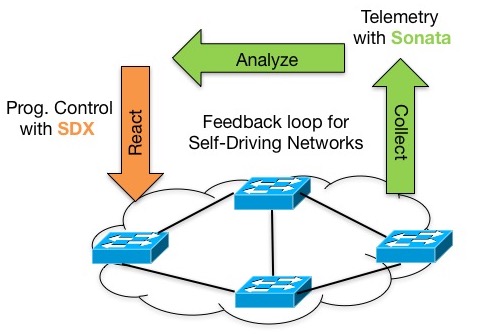 Telemetry
with Sonata
Analyze
Prog. Control
with SDX
React
Feedback loop for
Self-Driving Networks
Collect